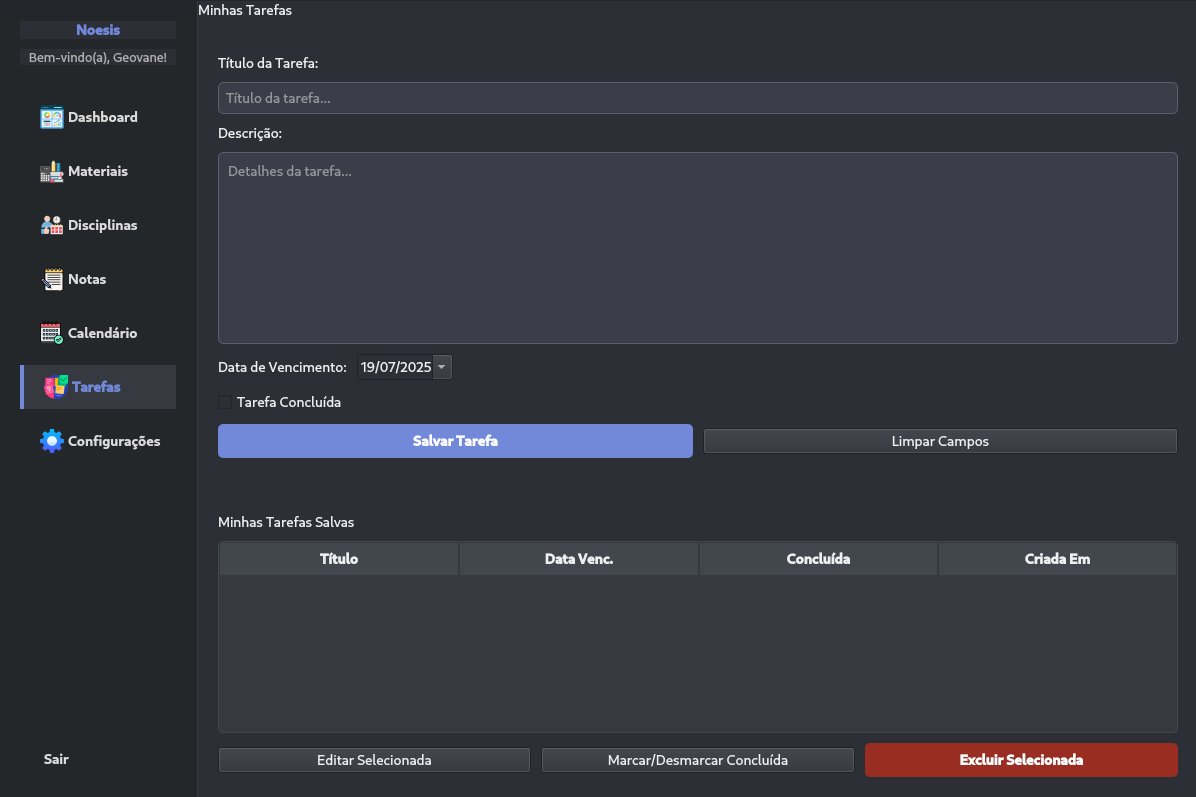 Noesis
Bem-vindo(a), Geovane!
Dashboard
Materiais
Disciplinas
Notas
Calendário
Tarefas
Configurações
Sair
Minhas Tarefas
Título da Tarefa:
Título da tarefa...
Descrição:
Detalhes da tarefa...
Data de Vencimento: 19/07/2025
Tarefa Concluída
Salvar Tarefa Limpar Campos
Minhas Tarefas Salvas
Título Data Venc. Concluída Criada Em
Editar Selecionada Marcar/Desmarcar Concluída Excluir Selecionada